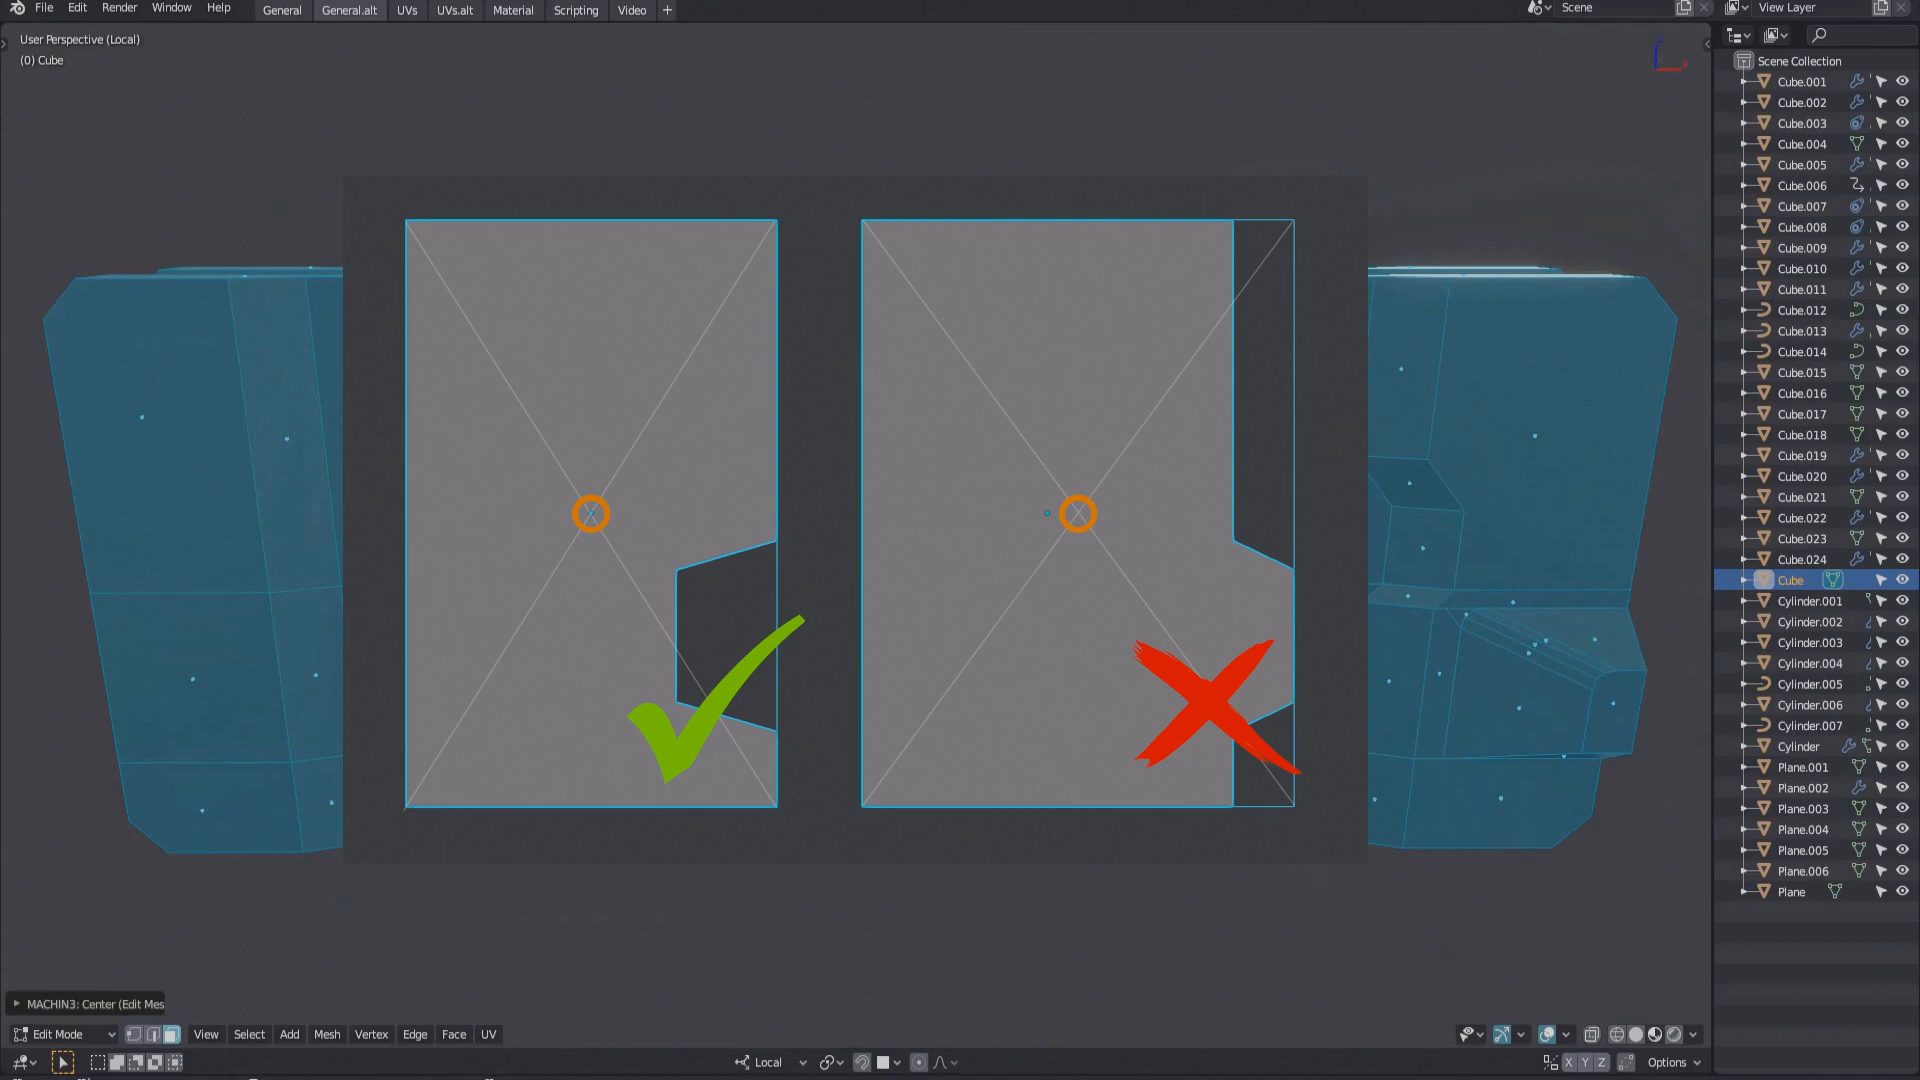 File Edit Render Window Help General General.alt UVs UVs.alt Material Scripting Video + Scene View Layer
User Perspective (Local)
(0) Cube
Scene Collection
Cube.001
Cube.002
Cube.003
Cube.004
Cube.005
Cube.006
Cube.007
Cube.008
Cube.009
Cube.010
Cube.011
Cube.012
Cube.013
Cube.014
Cube.015
Cube.016
Cube.017
Cube.018
Cube.019
Cube.020
Cube.021
Cube.022
Cube.023
Cube.024
Cube
Cylinder.001
Cylinder.002
Cylinder.003
Cylinder.004
Cylinder.005
Cylinder.006
Cylinder.007
Cylinder
Plane.001
Plane.002
Plane.003
Plane.004
Plane.005
Plane.006
Plane
MACHIN3: Center (Edit Mes
Edit Mode View Select Add Mesh Vertex Edge Face UV
Local X Y Z Options